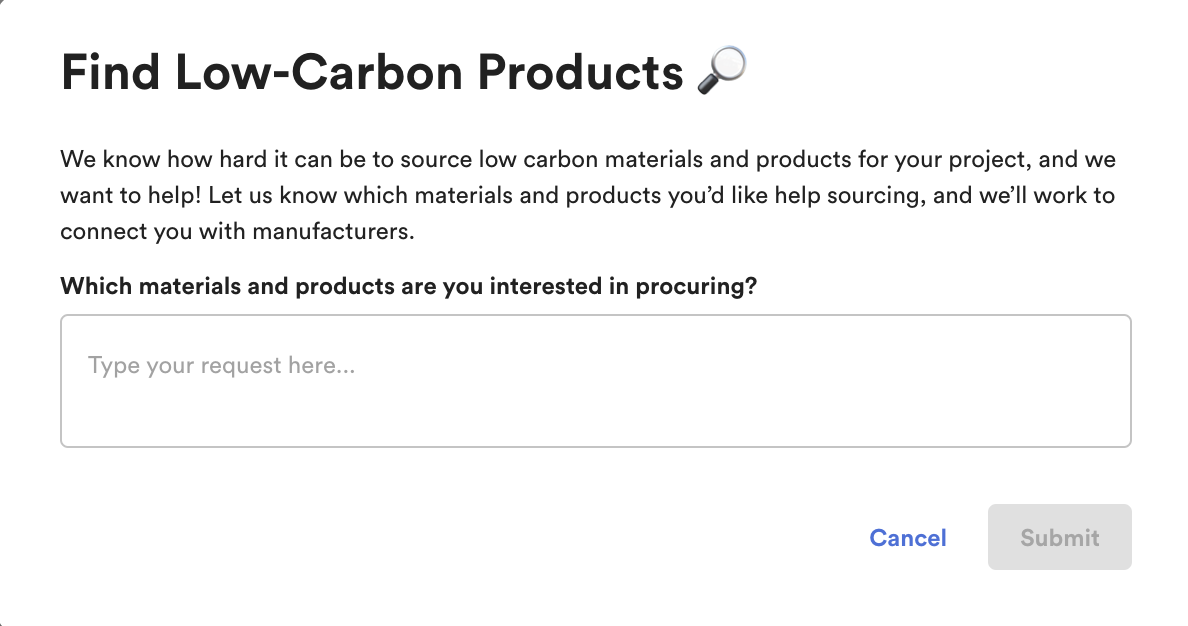 Find Low-Carbon Products 🔎
We know how hard it can be to source low carbon materials and products for your project, and we
want to help! Let us know which materials and products you’d like help sourcing, and we’ll work to
connect you with manufacturers.
Which materials and products are you interested in procuring?
Type your request here...
Cancel Submit